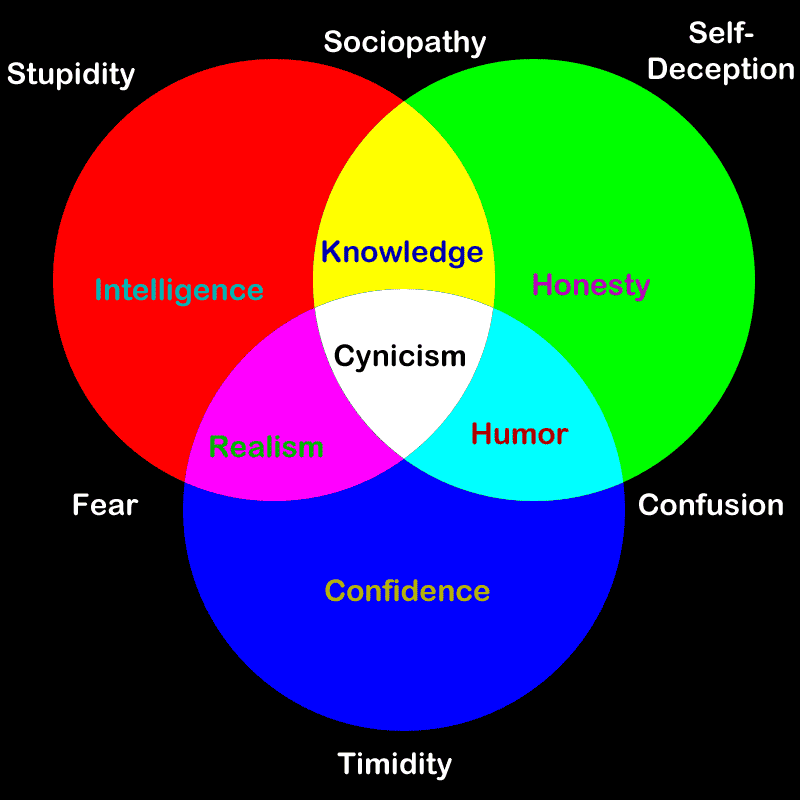 Sociopathy
Self-
Deception
Stupidity
Knowledge
Intelligence
Honesty
Cynicism
Realism
Humor
Fear
Confusion
Confidence
Timidity